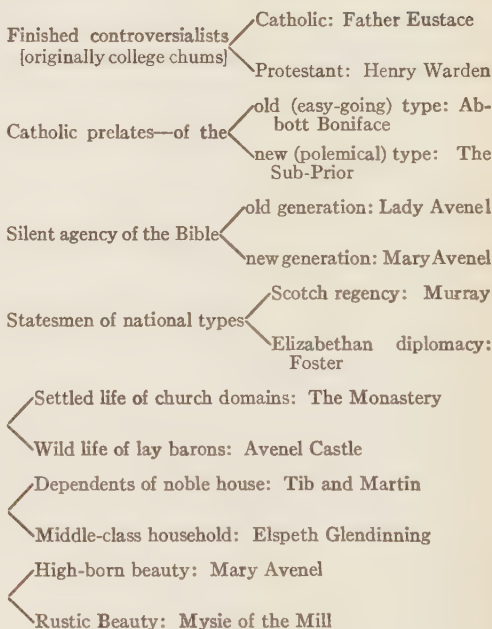 Catholic: Father Eustace
Finished controversialists
[originally college chums]
Protestant: Henry Warden
old (easy-going) type: Ab-
bott Boniface
Catholic prelates—of the
new (polemical) type: The
Sub-Prior
old generation: Lady Avenel
Silent agency of the Bible
new generation: Mary Avenel
Scotch regency: Murray
Statesmen of national types
Elizabethan diplomacy:
Foster
Settled life of church domains: The Monastery
Wild life of lay barons: Avenel Castle
Dependents of noble house: Tib and Martin
Middle-class household: Elspeth Glendinning
High-born beauty: Mary Avenel
Rustic Beauty: Mysie of the Mill